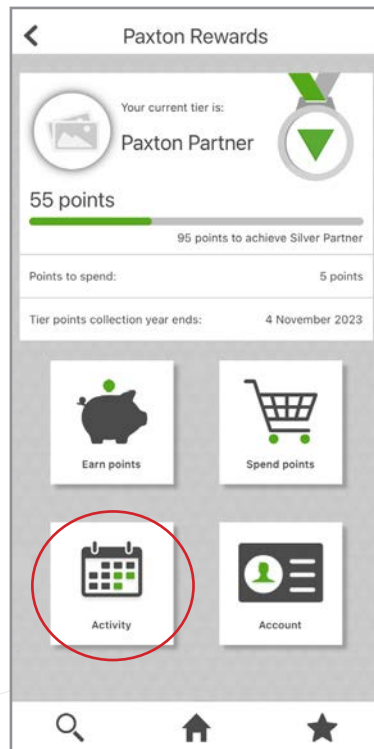 Paxton Rewards
Your current tier is:
Paxton Partner
55 points
95 points to achieve Silver Partner
Points to spend: 5 points
Tier points collection year ends: 4 November 2023
Earn points
Spend points
Activity
Account